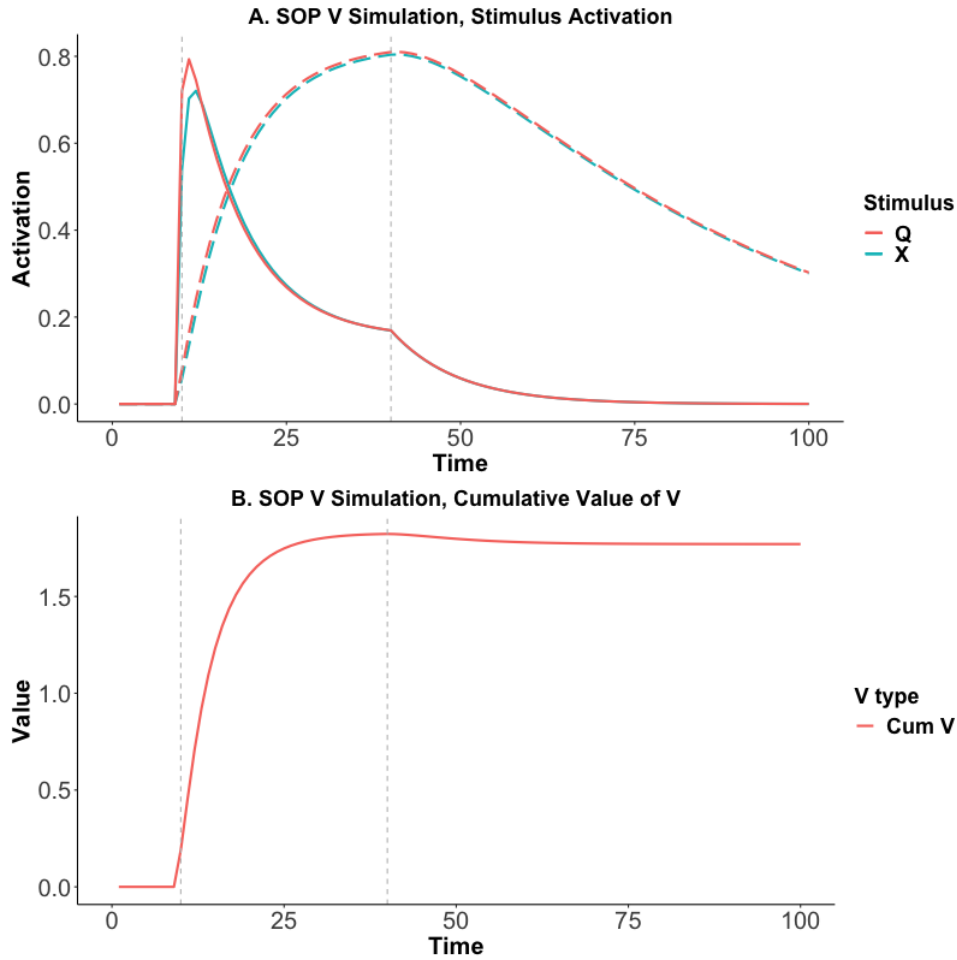 A. SOP V Simulation, Stimulus Activation
0.8
0.6
0.4
0.2
0.0
Activation
0 25 50 75 100
Time
Stimulus
Q
X
B. SOP V Simulation, Cumulative Value of V
1.5
1.0
0.5
0.0
Value
0 25 50 75 100
Time
V type
Cum V